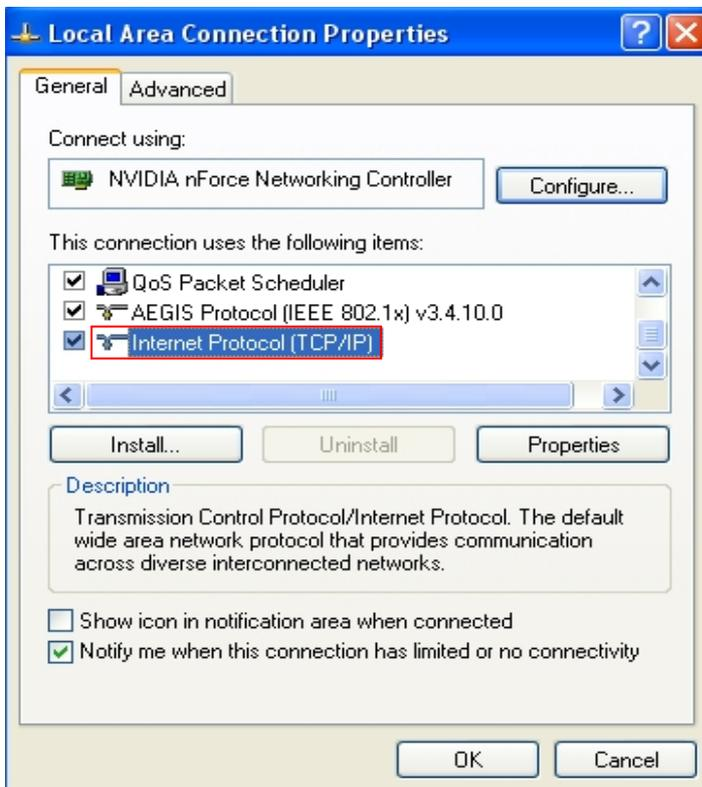 Local Area Connection Properties
General Advanced
Connect using:
NVIDIA nForce Networking Controller Configure...
This connection uses the following items:
QoS Packet Scheduler
AEGIS Protocol (IEEE 802.1x) v3.4.10.0
Internet Protocol (TCP/IP)
Install... Uninstall Properties
Description
Transmission Control Protocol/Internet Protocol. The default
wide area network protocol that provides communication
across diverse interconnected networks.
Show icon in notification area when connected
Notify me when this connection has limited or no connectivity
OK Cancel